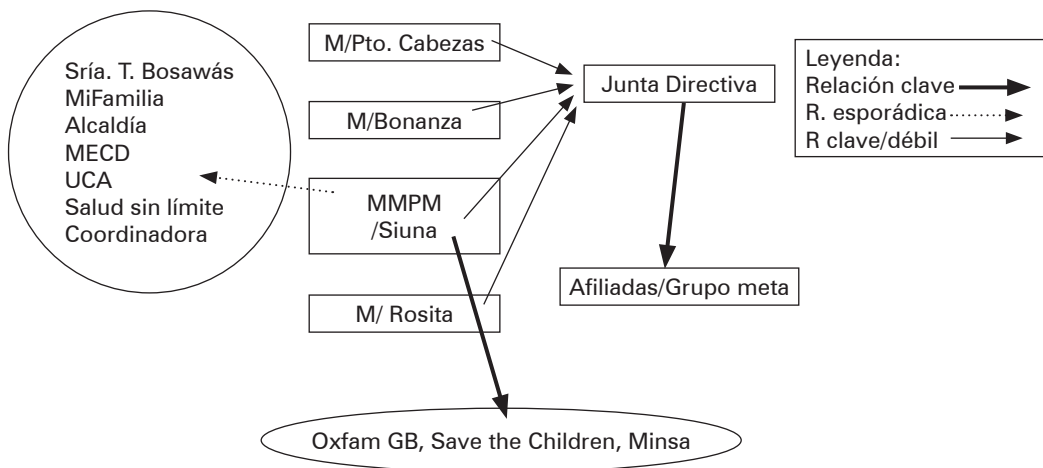 Sría. T. Bosawás
MiFamilia
Alcaldía
MECD
UCA
Salud sin límite
Coordinadora
M/Pto. Cabezas
M/Bonanza
MMPM
/Siuna
M/ Rosita
Junta Directiva
Afiliadas/Grupo meta
Oxfam GB, Save the Children, Minsa
Leyenda:
Relación clave
R. esporádica
R clave/débil